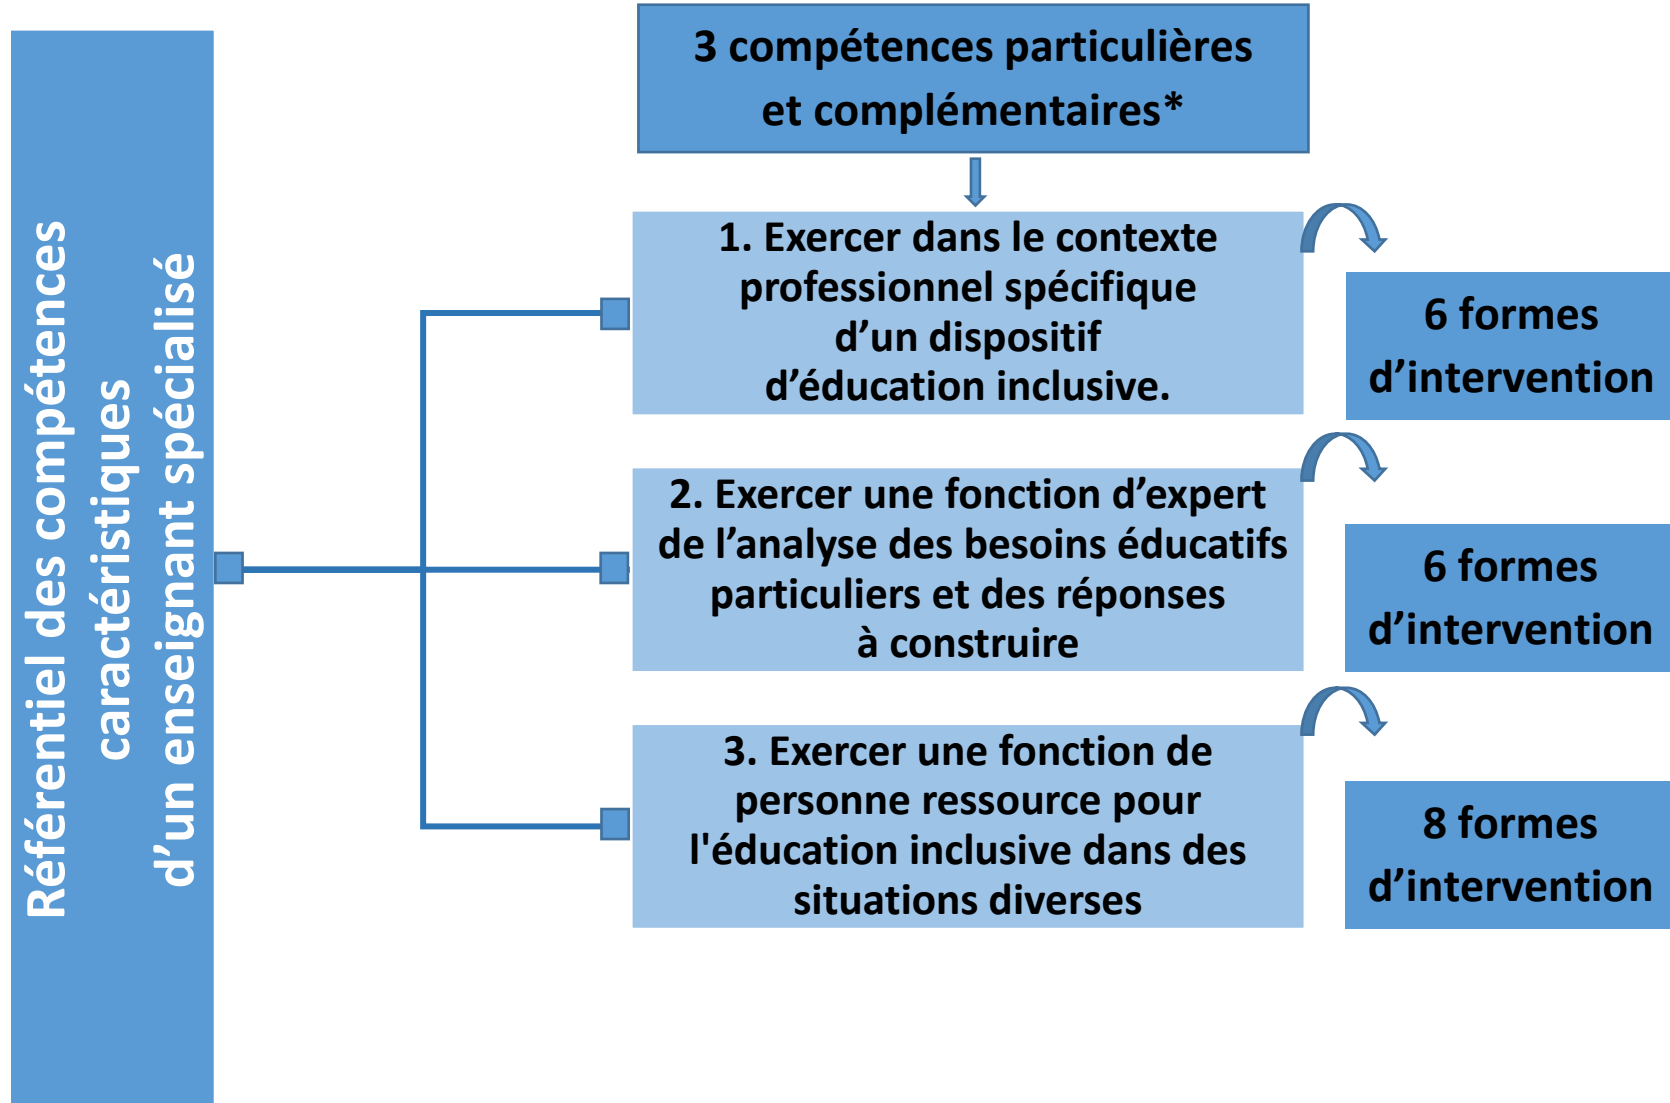 Référentiel des compétences
caractéristiques
d’un enseignant spécialisé
3 compétences particulières
et complémentaires*
1. Exercer dans le contexte
professionnel spécifique
d’un dispositif
d’éducation inclusive.
6 formes
d’intervention
2. Exercer une fonction d’expert
de l’analyse des besoins éducatifs
particuliers et des réponses
à construire
6 formes
d’intervention
3. Exercer une fonction de
personne ressource pour
l'éducation inclusive dans des
situations diverses
8 formes
d’intervention